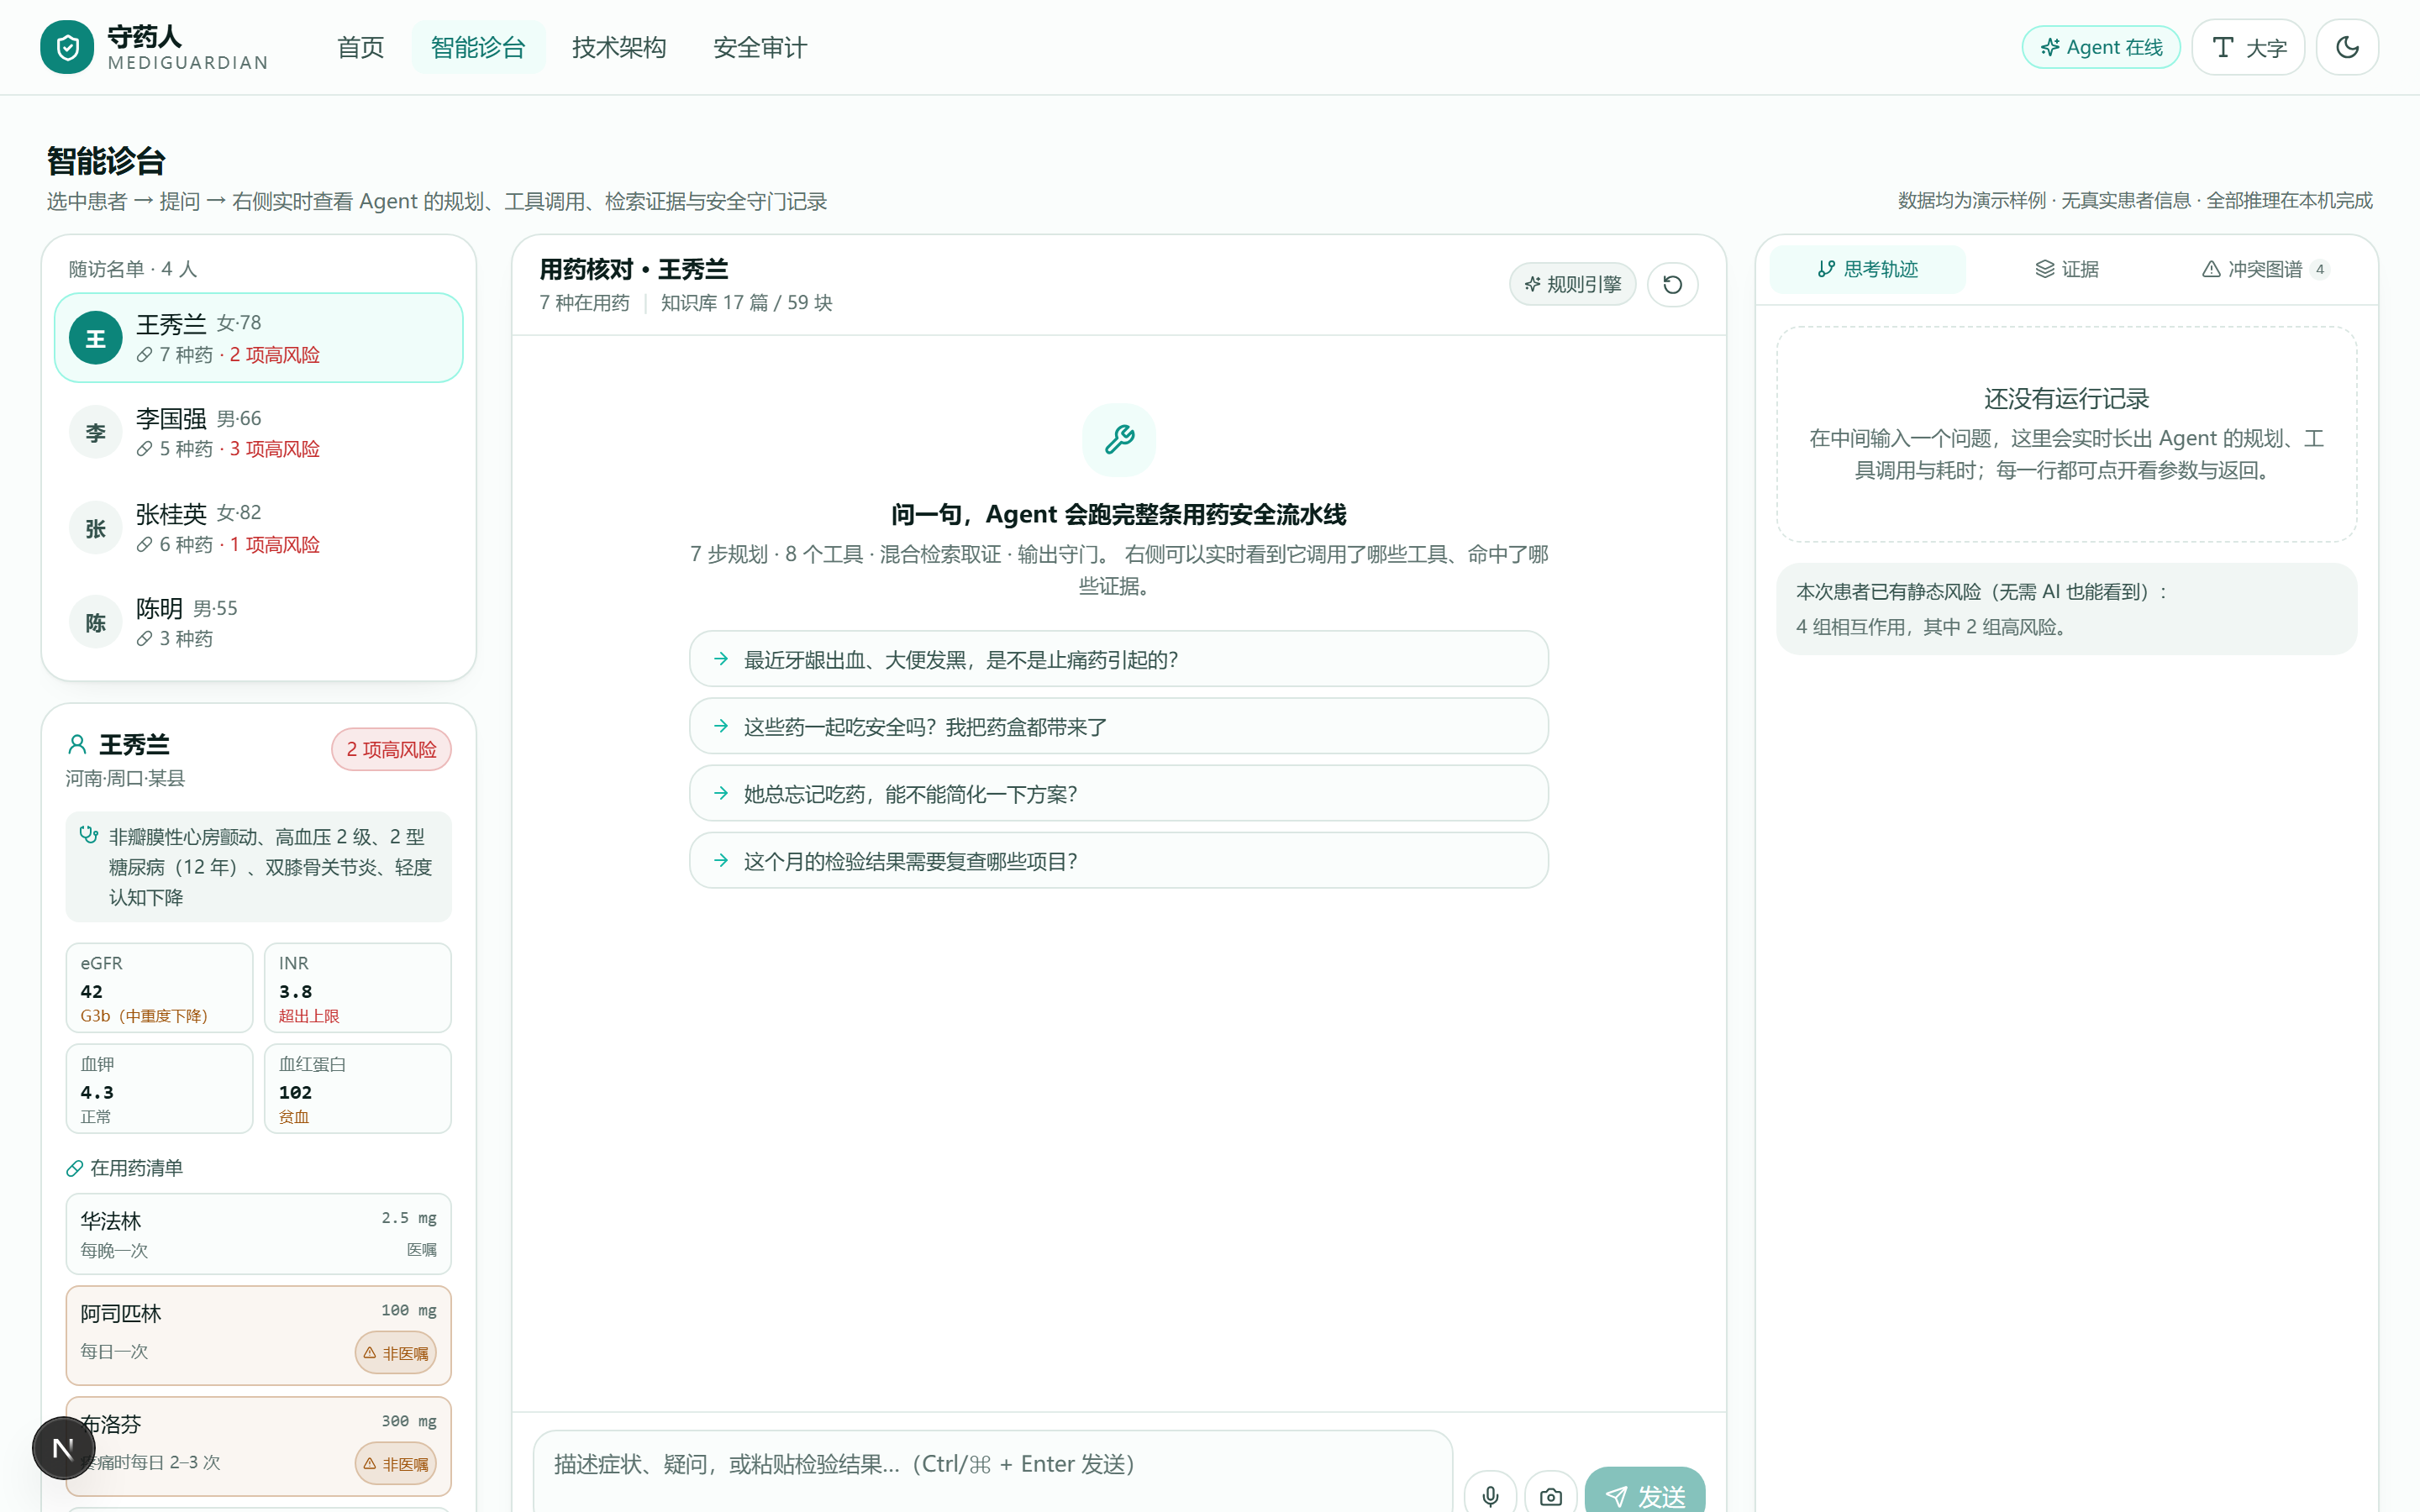 守药人
MEDIGUARDIAN
首页
智能诊台
技术架构
安全审计
Agent 在线
大字
智能诊台
选中患者 → 提问 → 右侧实时查看 Agent 的规划、工具调用、检索证据与安全守门记录
数据均为演示样例 · 无真实患者信息 · 全部推理在本机完成
随访名单 · 4 人
王
王秀兰 女·78
7 种药 · 2 项高风险
李
李国强 男·66
5 种药 · 3 项高风险
张
张桂英 女·82
6 种药 · 1 项高风险
陈
陈明 男·55
3 种药
王秀兰
2 项高风险
河南·周口·某县
非瓣膜性心房颤动、高血压 2 级、2 型
糖尿病（12 年）、双膝骨关节炎、轻度
认知下降
eGFR
42
G3b（中重度下降）
INR
3.8
超出上限
血钾
4.3
正常
血红蛋白
102
贫血
在用药清单
华法林
2.5 mg
每晚一次
医嘱
阿司匹林
100 mg
每日一次
非医嘱
布洛芬
300 mg
疼痛时每日 2–3 次
非医嘱
N
用药核对 • 王秀兰
7 种在用药
知识库 17 篇 / 59 块
规则引擎
问一句，Agent 会跑完整条用药安全流水线
7 步规划 · 8 个工具 · 混合检索取证 · 输出守门。 右侧可以实时看到它调用了哪些工具、命中了哪
些证据。
→ 最近牙龈出血、大便发黑，是不是止痛药引起的？
→ 这些药一起吃安全吗？我把药盒都带来了
→ 她总忘记吃药，能不能简化一下方案？
→ 这个月的检验结果需要复查哪些项目？
描述症状、疑问，或粘贴检验结果...（Ctrl/⌘ + Enter 发送）
发送
思考轨迹
证据
冲突图谱 4
还没有运行记录
在中间输入一个问题，这里会实时长出 Agent 的规划、工
具调用与耗时；每一行都可点开看参数与返回。
本次患者已有静态风险（无需 AI 也能看到）：
4 组相互作用，其中 2 组高风险。